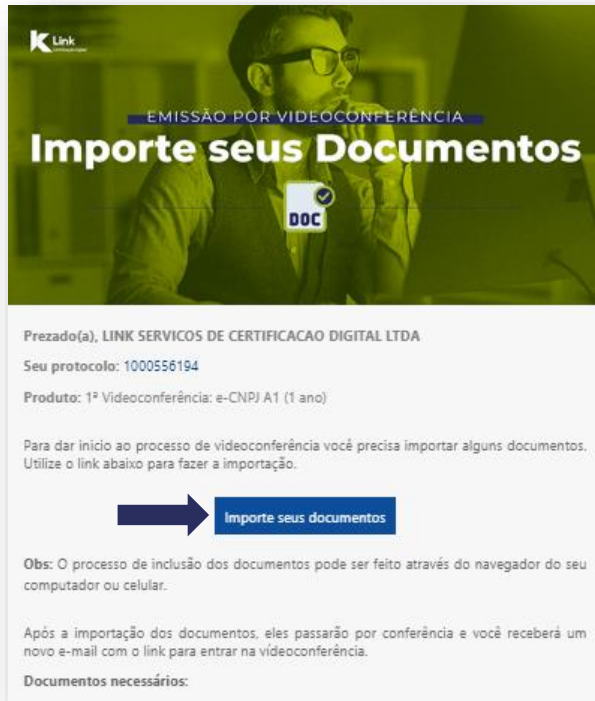 Link
EMISSÃO POR VIDEOCONFERÊNCIA
Importe seus Documentos
DOC
Prezado(a), LINK SERVICOS DE CERTIFICACAO DIGITAL LTDA
Seu protocolo: 1000556194
Produto: 1ª Videoconferência: e-CNPJ A1 (1 ano)
Para dar inicio ao processo de videoconferência você precisa importar alguns documentos.
Utilize o link abaixo para fazer a importação.
Importe seus documentos
Obs: O processo de inclusão dos documentos pode ser feito através do navegador do seu
computador ou celular.
Após a importação dos documentos, eles passarão por conferência e você receberá um
novo e-mail com o link para entrar na vídeoconferência.
Documentos necessários: